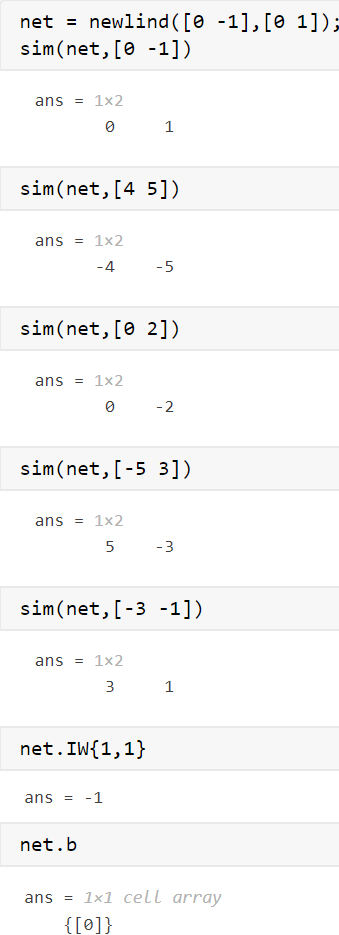 net = newlind([0 -1],[0 1]);
sim(net,[0 -1])
ans = 1×2
0 1
sim(net,[4 5])
ans = 1×2
-4 -5
sim(net,[0 2])
ans = 1×2
0 -2
sim(net,[-5 3])
ans = 1×2
5 -3
sim(net,[-3 -1])
ans = 1×2
3 1
net.IW{1,1}
ans = -1
net.b
ans = 1×1 cell array
{[0]}